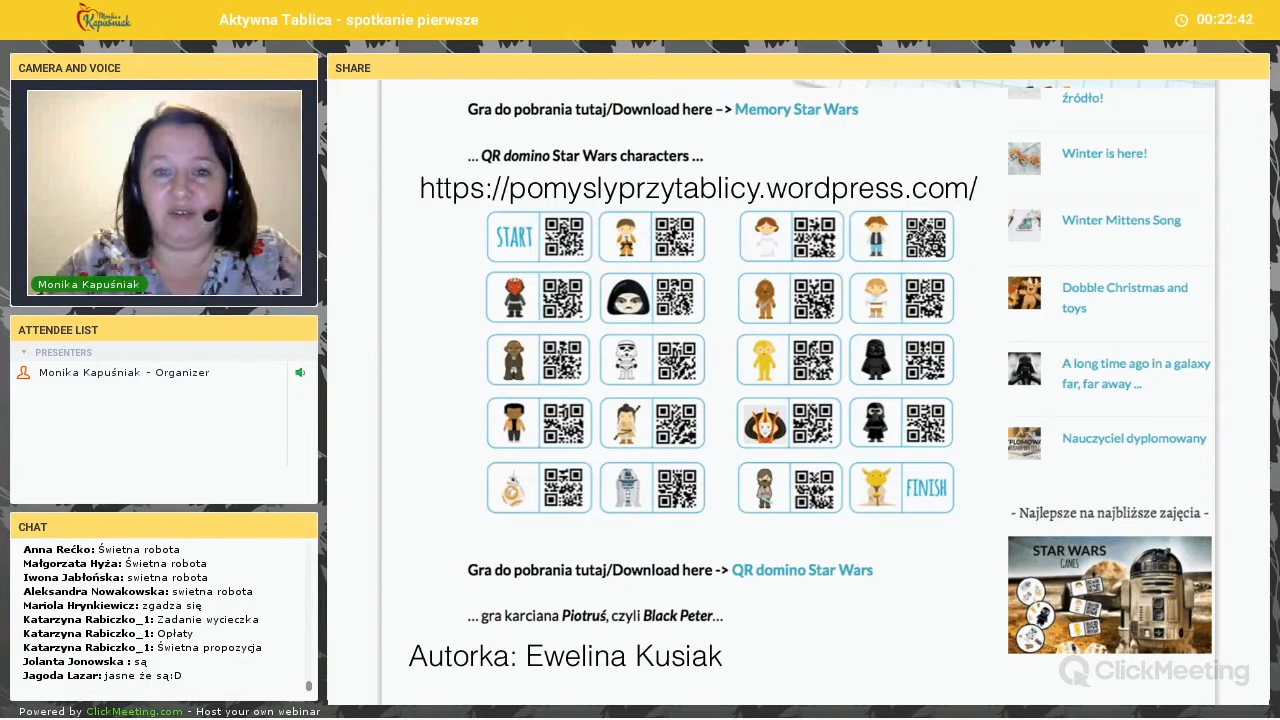 Monika
Kapuśniak
Aktywna Tablica - spotkanie pierwsze
00:22:42
CAMERA AND VOICE
Monika Kapuśniak
ATTENDEE LIST
PRESENTERS
Monika Kapuśniak - Organizer
CHAT
Anna Rećko: Świetna robota
Małgorzata Hyża: Świetna robota
Iwona Jabłońska: swietna robota
Aleksandra Nowakowska: swietna robota
Mariola Hrynkiewicz: zgadza się
Katarzyna Rabiczko_1: Zadanie wycieczka
Katarzyna Rabiczko_1: Opłaty
Katarzyna Rabiczko_1: Świetna propozycja
Jolanta Jonowska : są
Jagoda Lazar: jasne że są:D
Powered by ClickMeeting.com - Host your own webinar
SHARE
Gra do pobrania tutaj/Download here –> Memory Star Wars
... QR domino Star Wars characters ...
https://pomyslyprzytablicy.wordpress.com/
START
FINISH
Gra do pobrania tutaj/Download here -> QR domino Star Wars
... gra karciana Piotruś, czyli Black Peter...
Autorka: Ewelina Kusiak
źródło!
Winter is here!
Winter Mittens Song
Dobble Christmas and
toys
A long time ago in a galaxy
far, far away ...
Nauczyciel dyplomowany
- Najlepsze na najbliższe zajęcia -
STAR WARS
GAMES
ClickMeeting